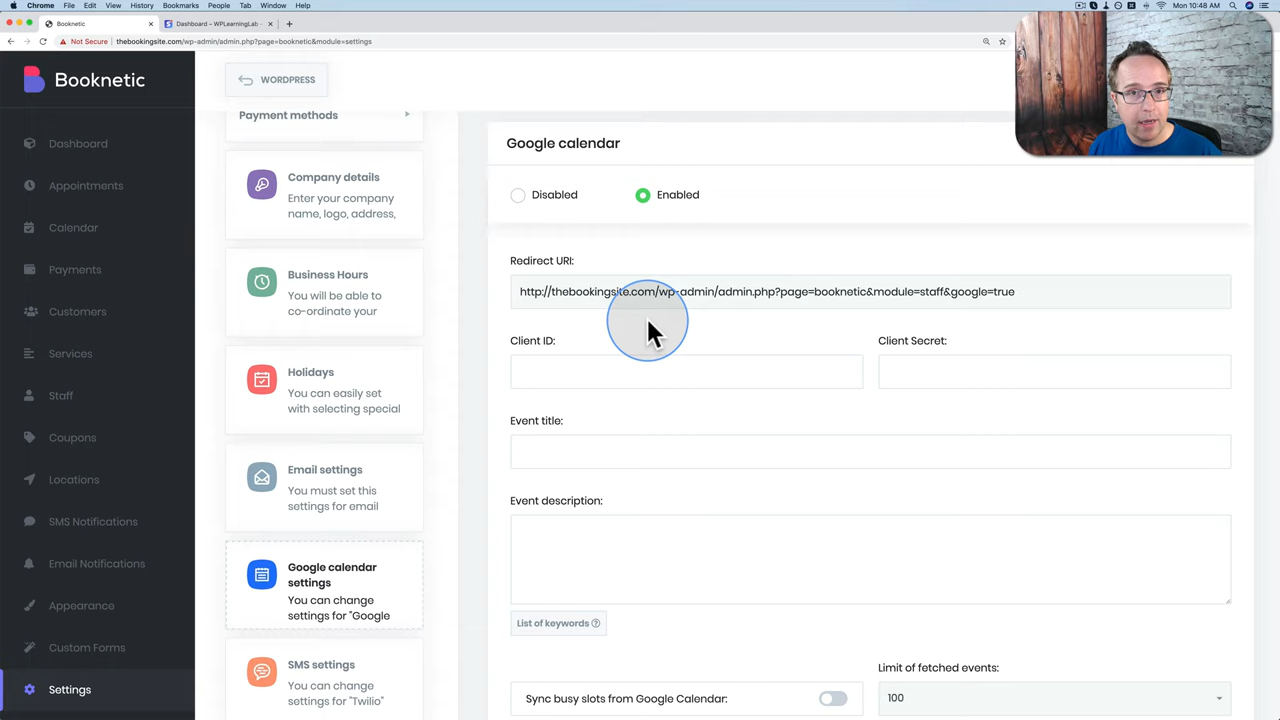 Chrome File Edit View History Bookmarks People Tab Window Help
Mon 10:48 AM
Booknetic
Dashboard – WPLearningLab
Not Secure
thebookingsite.com/wp-admin/admin.php?page=booknetic&module=settings
Booknetic
WORDPRESS
Dashboard
Appointments
Calendar
Payments
Customers
Services
Staff
Coupons
Locations
SMS Notifications
Email Notifications
Appearance
Custom Forms
Settings
Payment methods
Company details
Enter your company
name, logo, address,
Business Hours
You will be able to
co-ordinate your
Holidays
You can easily set
with selecting special
Email settings
You must set this
settings for email
Google calendar
settings
You can change
settings for "Google
SMS settings
You can change
settings for "Twilio"
Google calendar
Disabled
Enabled
Redirect URI:
http://thebookingsite.com/wp-admin/admin.php?page=booknetic&module=staff&google=true
Client ID:
Client Secret:
Event title:
Event description:
List of keywords
Limit of fetched events:
Sync busy slots from Google Calendar:
100